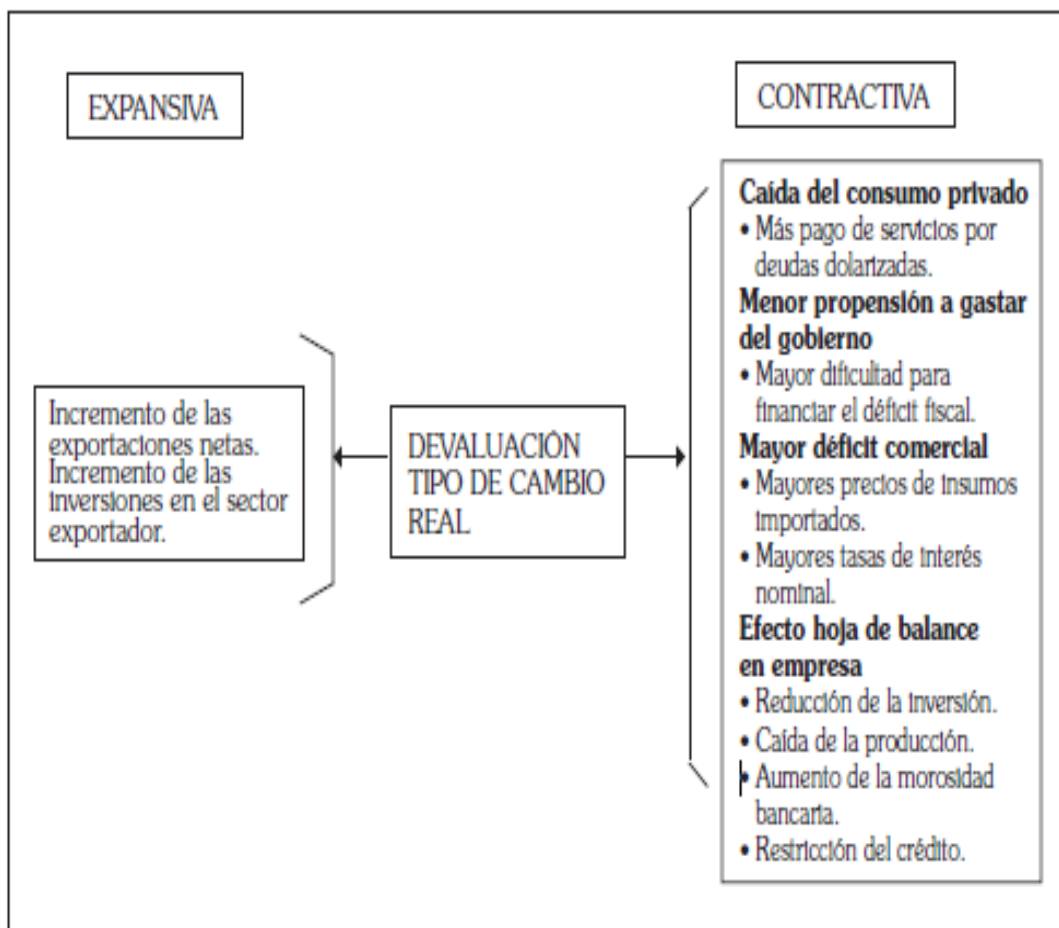 EXPANSIVA
Incremento de las
exportaciones netas.
Incremento de las
inversiones en el sector
exportador.
DEVALUACIÓN
TIPO DE CAMBIO
REAL
CONTRACTIVA
Caída del consumo privado
• Más pago de servicios por
deudas dolarizadas.
Menor propensión a gastar
del gobierno
• Mayor dificultad para
financiar el déficit fiscal.
Mayor déficit comercial
• Mayores precios de insumos
importados.
• Mayores tasas de interés
nominal.
Efecto hoja de balance
en empresa
• Reducción de la inversión.
• Caída de la producción.
• Aumento de la morosidad
bancaria.
• Restricción del crédito.